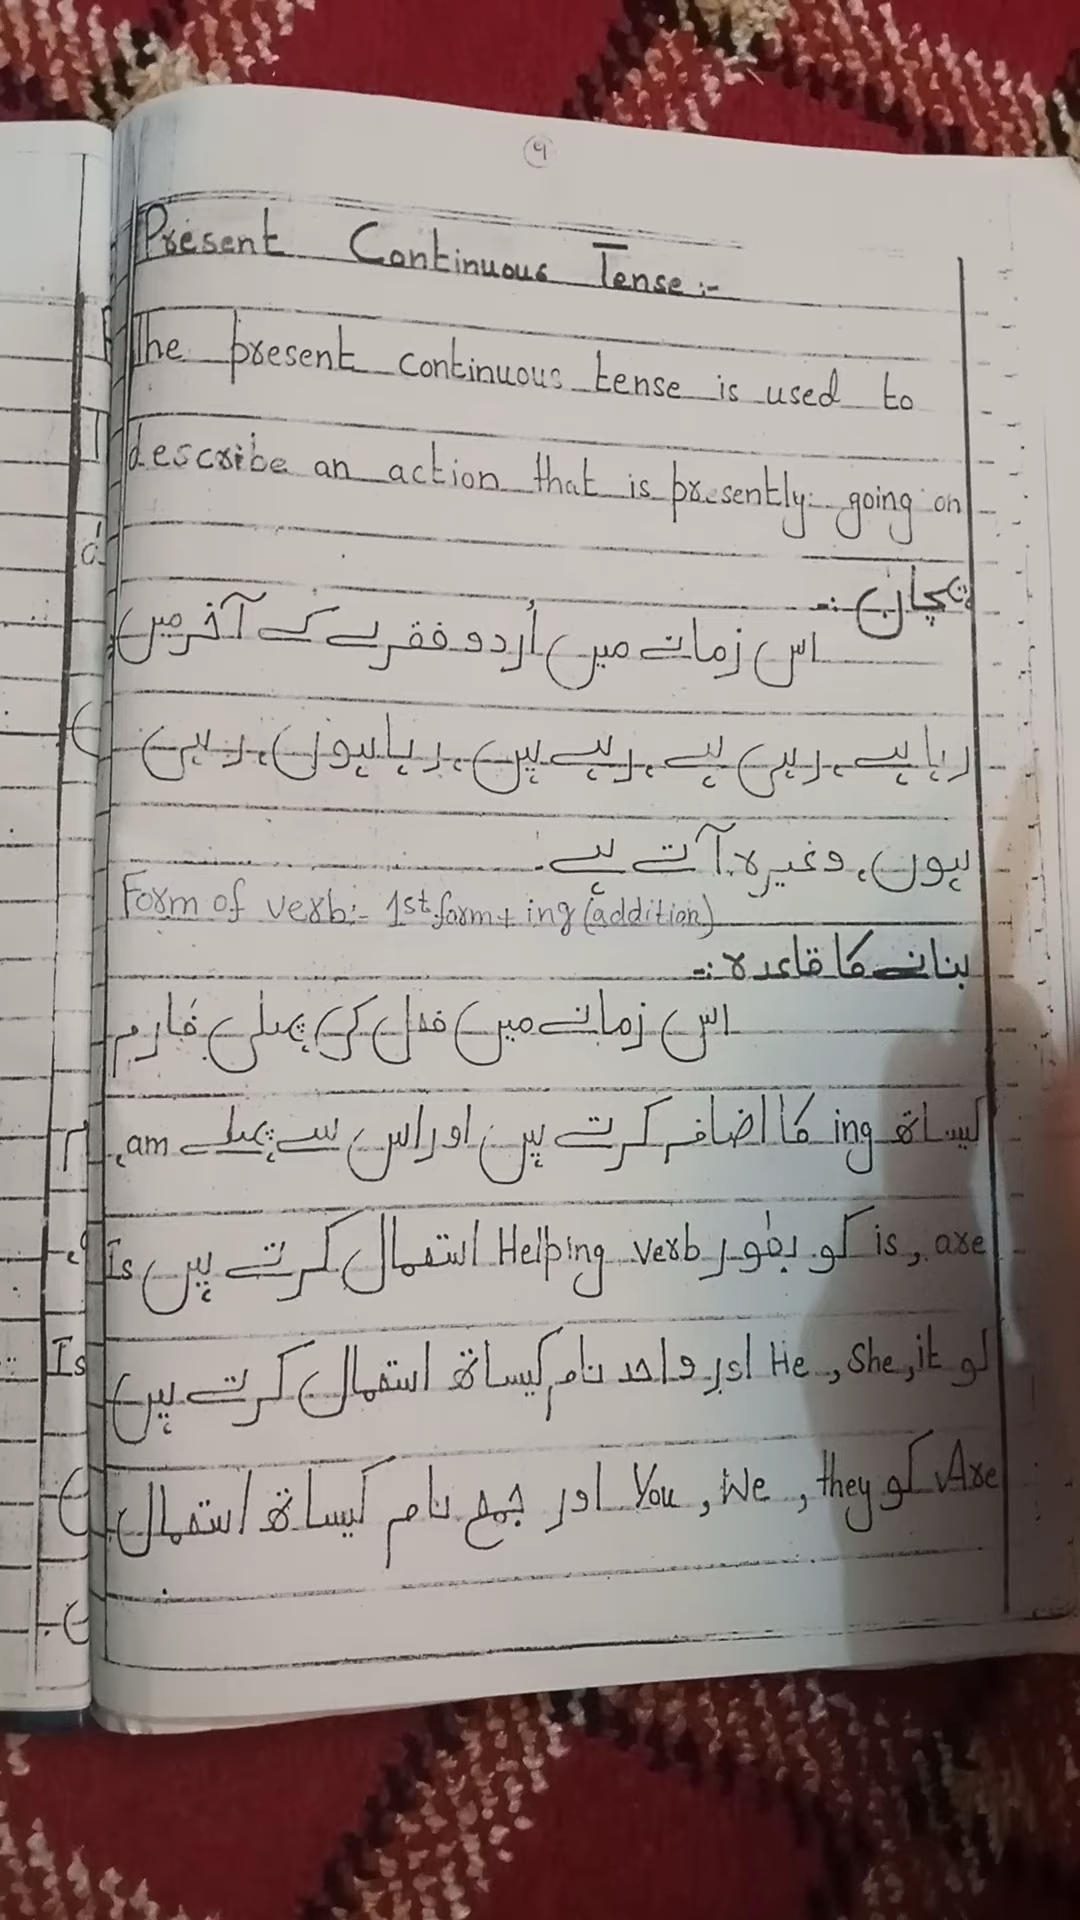 ۹
Present Continuous Tense:-
The present continuous tense is used to
describe an action that is presently going on
پہچان :-
اس زمانے میں اُردو فقرے کے آخر میں
رہا ہے، رہی ہے، رہے ہیں، رہا ہوں، رہی
ہوں، وغیرہ آتے ہے۔
Form of verb:- 1st form + ing (addition)
بنانے کا قاعدہ :-
اس زمانے میں فعل کی پہلی فارم
کیساتھ ing کا اضافہ کرتے ہیں اور اس سے پہلے am,
is, are کو بطور Helping verb استعمال کرتے ہیں Is
کو He, She, it اور واحد نام کیساتھ استعمال کرتے ہیں
Are کو You, We, they اور جمع نام کیساتھ استعمال
Is